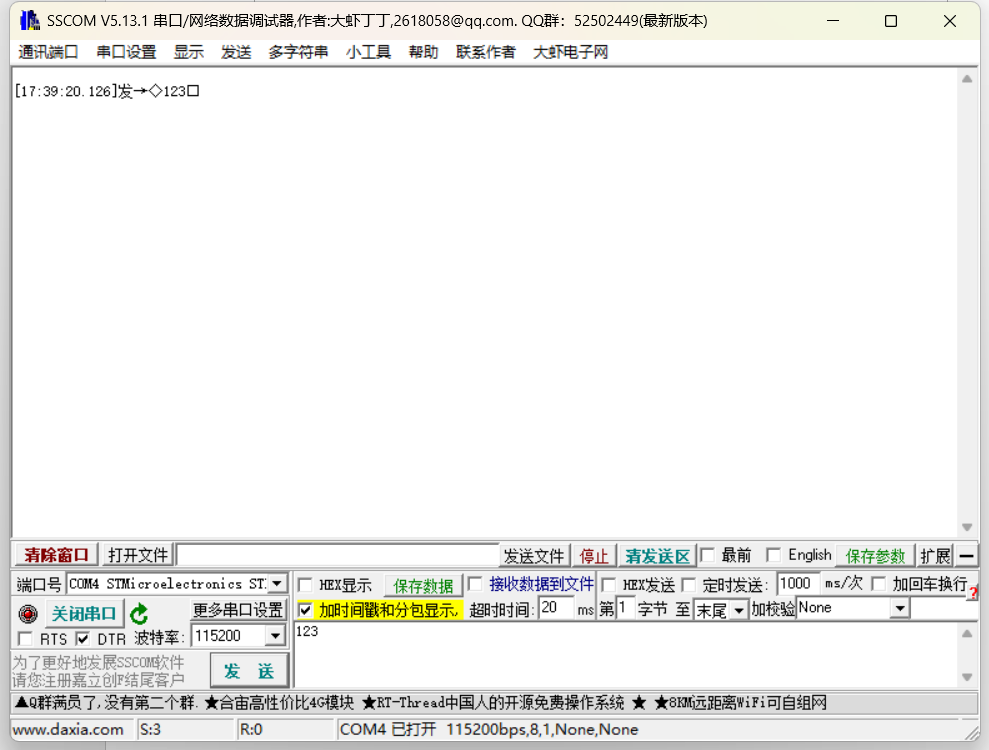 SSCOM V5.13.1 串口/网络数据调试器,作者:大虾丁丁,2618058@qq.com. QQ群：52502449(最新版本)
通讯端口 串口设置 显示 发送 多字符串 小工具 帮助 联系作者 大虾电子网
[17:39:20.126]发→◇123□
清除窗口 打开文件 发送文件 停止 清发送区 最前 English 保存参数 扩展 —
端口号 COM4 STMicroelectronics ST HEX显示 保存数据 接收数据到文件 HEX发送 定时发送: 1000 ms/次 加回车换行 ?
关闭串口 更多串口设置 加时间戳和分包显示, 超时时间: 20 ms 第 1 字节 至 末尾 加校验 None
RTS DTR 波特率: 115200 123
为了更好地发展SSCOM软件
请您注册嘉立创F结尾客户
发 送
▲Q群满员了,没有第二个群. ★合宙高性价比4G模块 ★RT-Thread中国人的开源免费操作系统 ★ ★8KM远距离WiFi可自组网
www.daxia.com S:3 R:0 COM4 已打开 115200bps,8,1,None,None